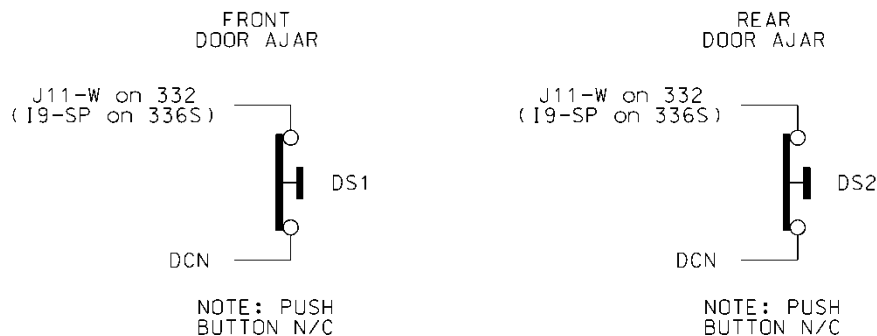 FRONT
DOOR AJAR
J11-W on 332
(I9-SP on 336S)
DS1
DCN
NOTE: PUSH
BUTTON N/C
REAR
DOOR AJAR
J11-W on 332
(I9-SP on 336S)
DS2
DCN
NOTE: PUSH
BUTTON N/C